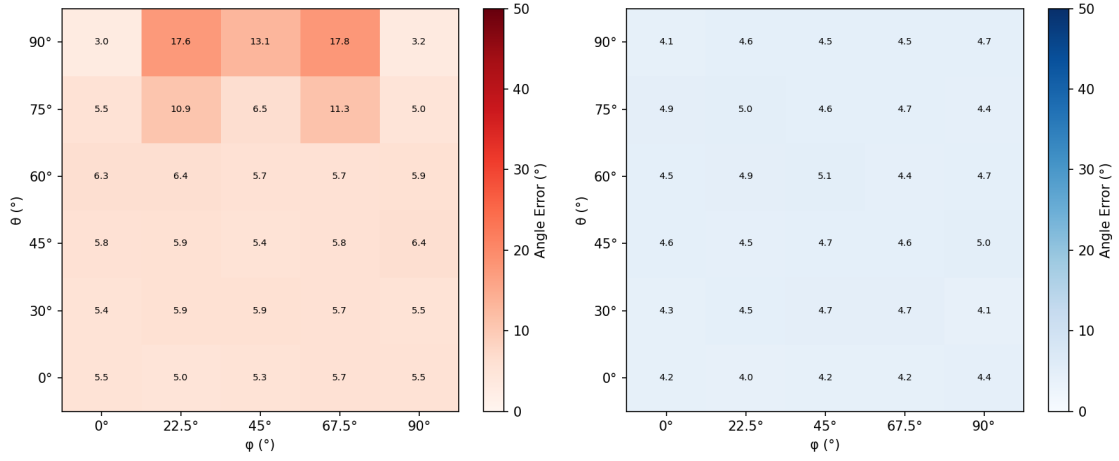 90° 3.0 17.6 13.1 17.8 3.2
75° 5.5 10.9 6.5 11.3 5.0
60° 6.3 6.4 5.7 5.7 5.9
45° 5.8 5.9 5.4 5.8 6.4
30° 5.4 5.9 5.9 5.7 5.5
0° 5.5 5.0 5.3 5.7 5.5
0° 22.5° 45° 67.5° 90°
θ (°)
φ (°)
50
40
30
20
10
0
Angle Error (°)
90° 4.1 4.6 4.5 4.5 4.7
75° 4.9 5.0 4.6 4.7 4.4
60° 4.5 4.9 5.1 4.4 4.7
45° 4.6 4.5 4.7 4.6 5.0
30° 4.3 4.5 4.7 4.7 4.1
0° 4.2 4.0 4.2 4.2 4.4
0° 22.5° 45° 67.5° 90°
θ (°)
φ (°)
50
40
30
20
10
0
Angle Error (°)